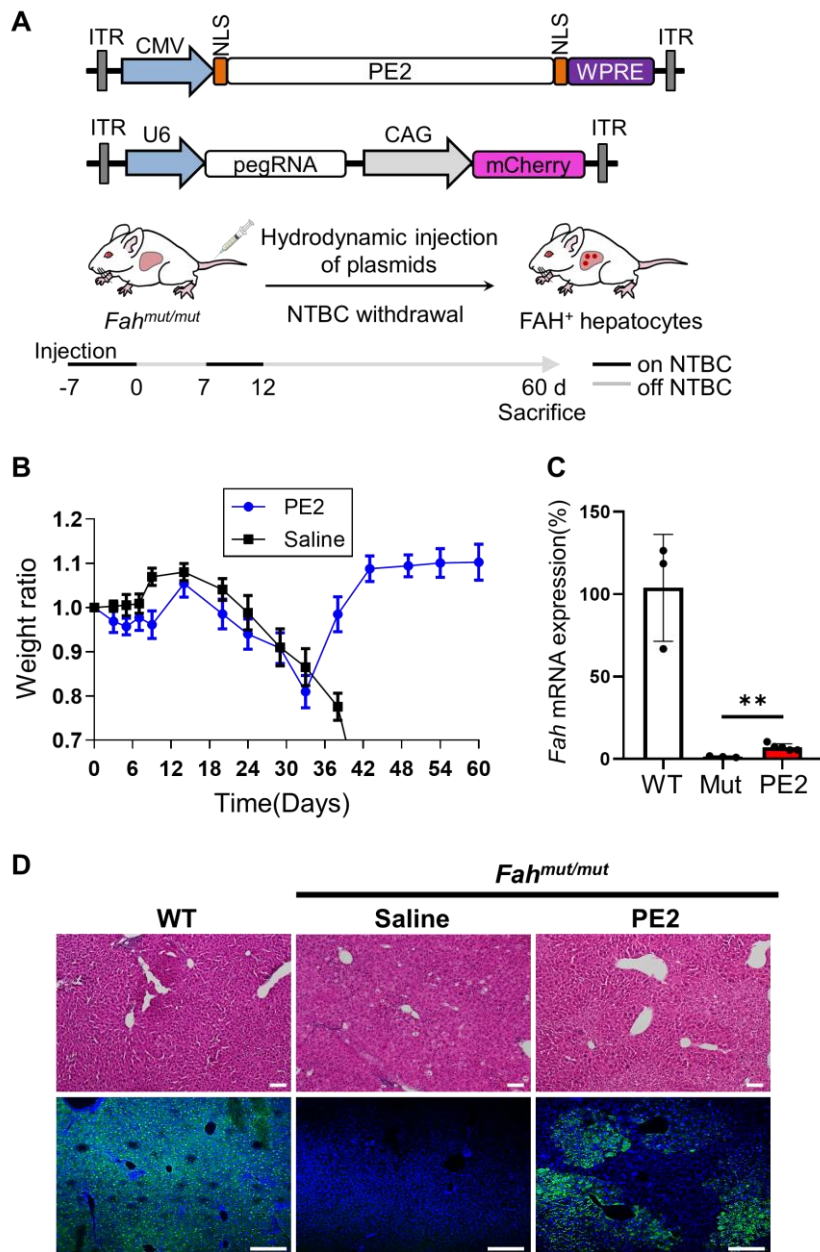 A
ITR
CMV
NLS
PE2
NLS
WPRE
ITR
ITR
U6
pegRNA
CAG
mCherry
ITR
Hydrodynamic injection
of plasmids
NTBC withdrawal
Fah^mut/mut
FAH⁺ hepatocytes
Injection
-7 0 7 12 60 d
Sacrifice
on NTBC
off NTBC
B
PE2
Saline
Weight ratio
1.2
1.1
1.0
0.9
0.8
0.7
0 6 12 18 24 30 36 42 48 54 60
Time(Days)
C
Fah mRNA expression(%)
150
100
50
0
**
WT Mut PE2
D
Fah^mut/mut
WT Saline PE2